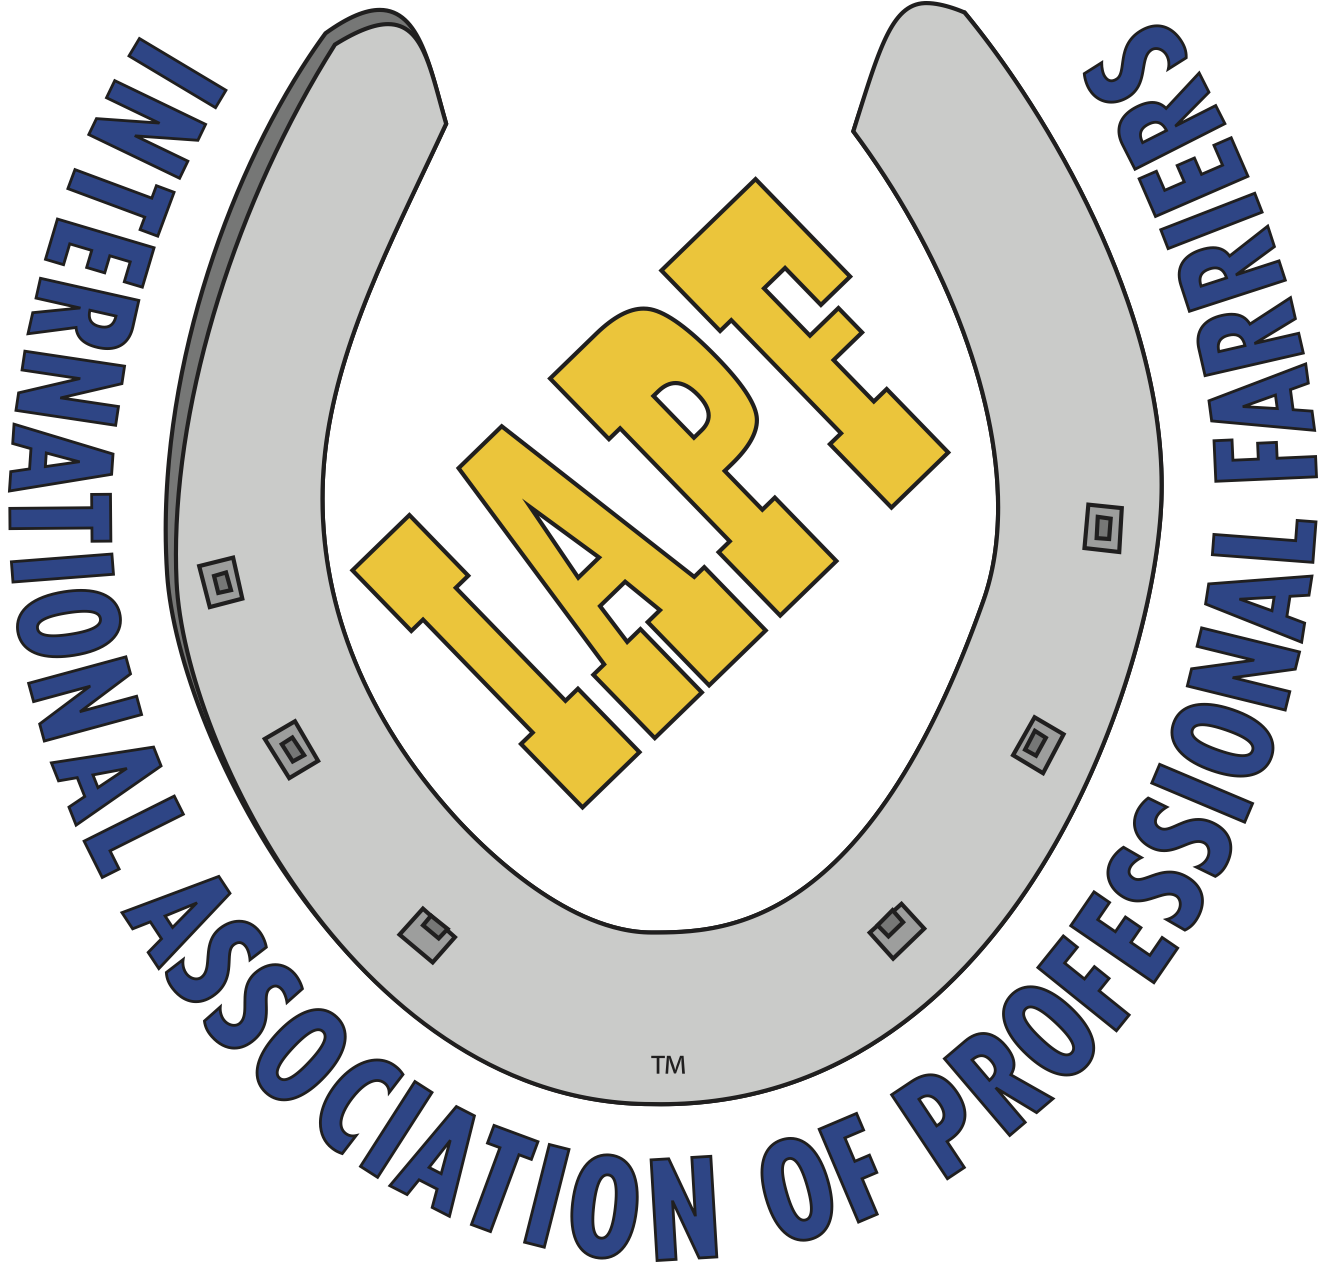 INTERNATIONAL ASSOCIATION OF PROFESSIONAL FARRIERS
IAPF
TM